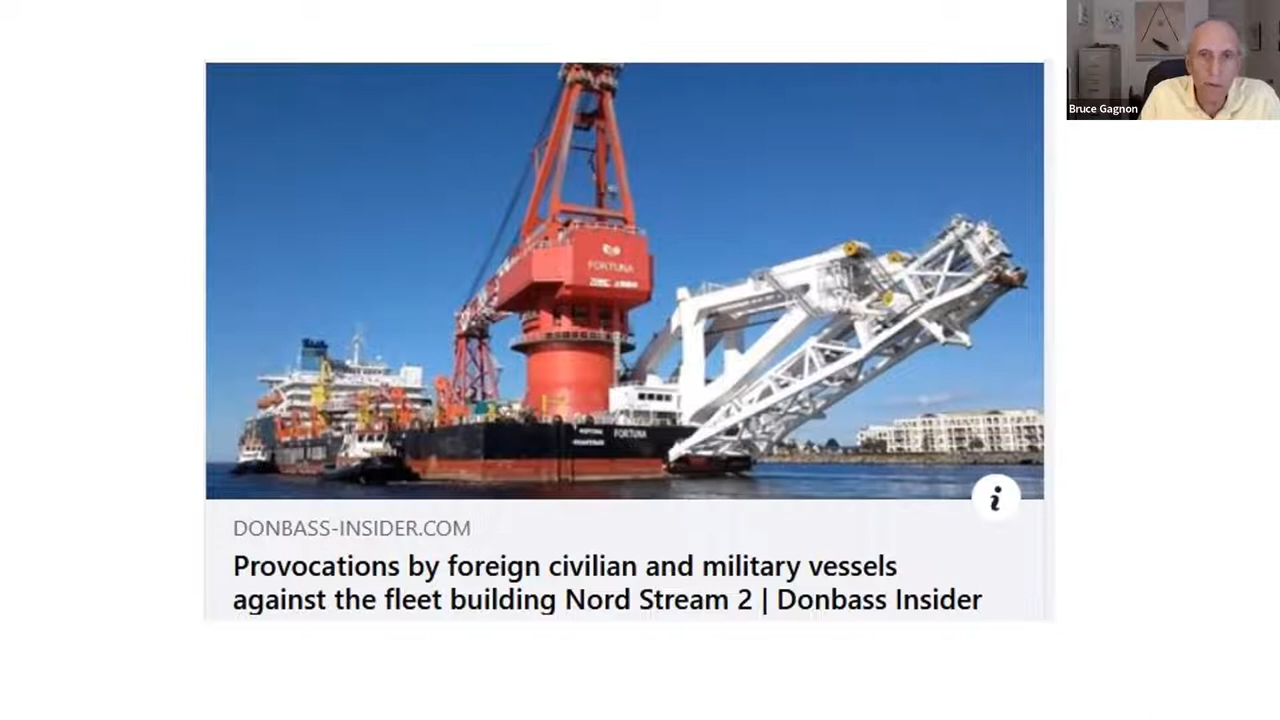 Bruce Gagnon
FORTUNA
FORTUNA
DONBASS-INSIDER.COM
Provocations by foreign civilian and military vessels
against the fleet building Nord Stream 2 | Donbass Insider